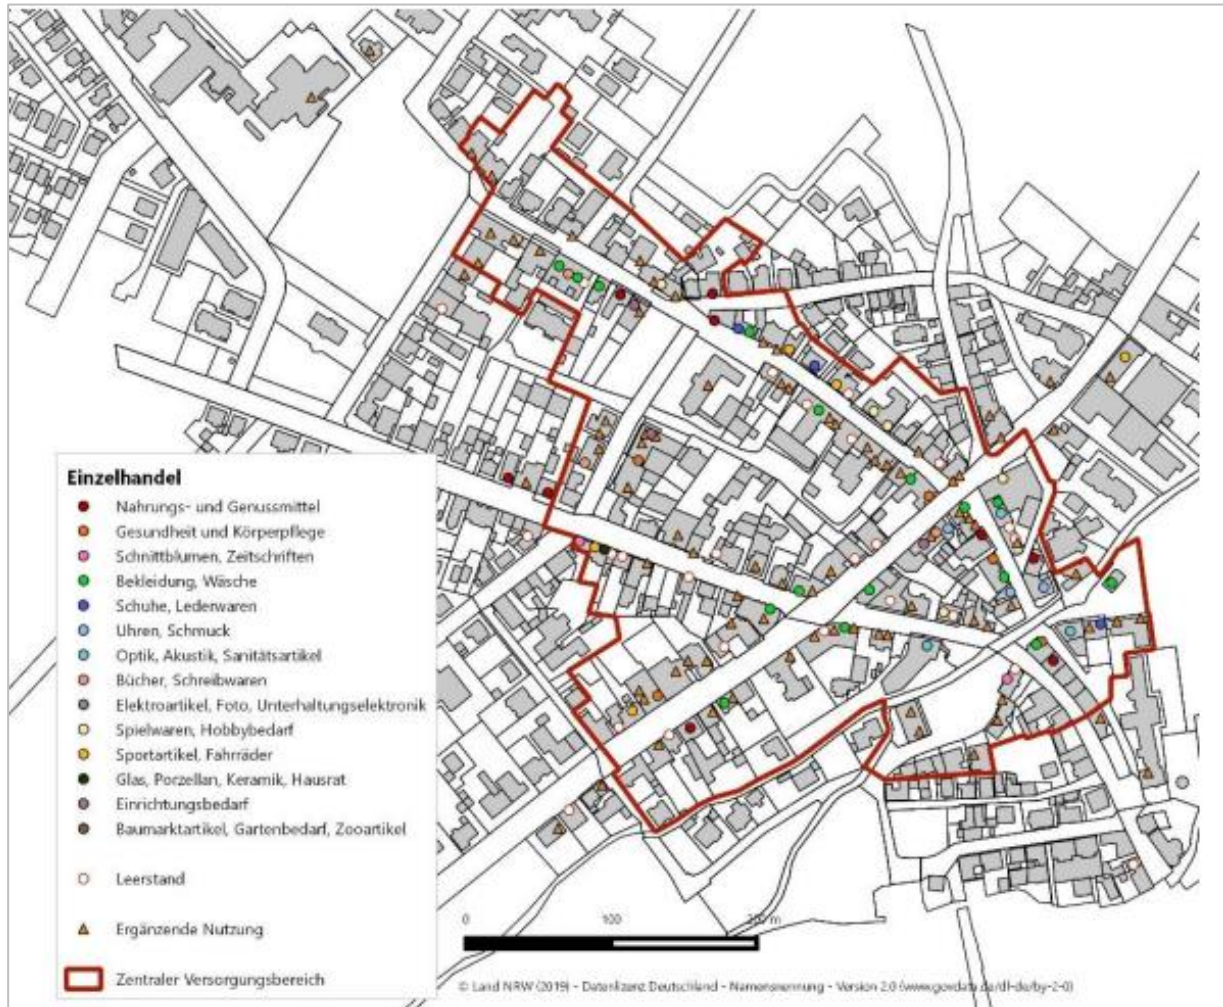 Einzelhandel
Nahrungs- und Genussmittel
Gesundheit und Körperpflege
Schnittblumen, Zeitschriften
Bekleidung, Wäsche
Schuhe, Lederwaren
Uhren, Schmuck
Optik, Akustik, Sanitätsartikel
Bücher, Schreibwaren
Elektroartikel, Foto, Unterhaltungselektronik
Spielwaren, Hobbybedarf
Sportartikel, Fahrräder
Glas, Porzellan, Keramik, Hausrat
Einrichtungsbedarf
Baumarktartikel, Gartenbedarf, Zooartikel
Leerstand
Ergänzende Nutzung
Zentraler Versorgungsbereich
0 100 200 m
© Land NRW (2019) - Datenlizenz Deutschland - Namensnennung - Version 2.0 (www.govdata.de/dl-de/by-2-0)